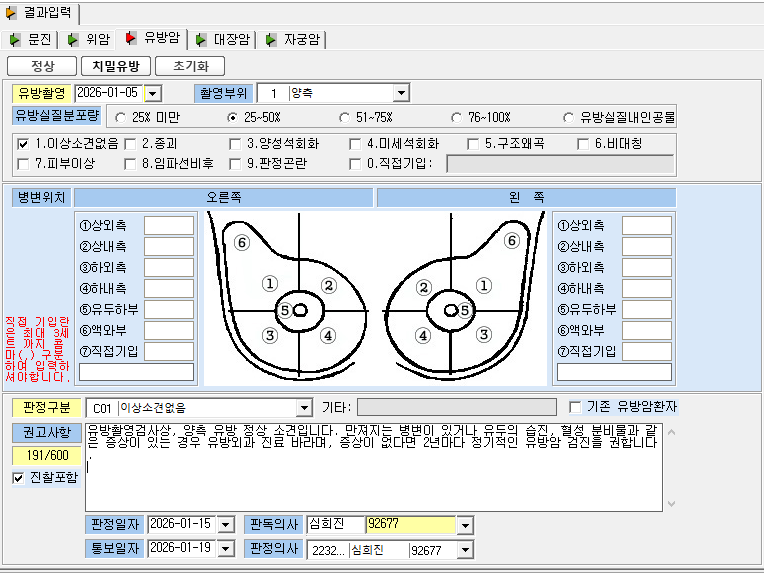 결과입력
문진 위암 유방암 대장암 자궁암
정상 치밀유방 초기화
유방촬영 2026-01-05 촬영부위 1 양측
유방실질분포량 25% 미만 25~50% 51~75% 76~100% 유방실질내인공물
1.이상소견없음 2.종괴 3.양성석회화 4.미세석회화 5.구조왜곡 6.비대칭
7.피부이상 8.임파선비후 9.판정곤란 0.직접기입:
병변위치 오른쪽 왼 쪽
①상외측
②상내측
③하외측
④하내측
⑤유두하부
⑥액와부
⑦직접기입
직접 기입란
은 최대 3세
트 까지 콤
마(,) 구분
하여 입력하
셔야합니다.
⑥
① ②
⑤
③ ④
⑥
② ①
⑤
④ ③
①상외측
②상내측
③하외측
④하내측
⑤유두하부
⑥액와부
⑦직접기입
판정구분 C01 이상소견없음 기타: 기존 유방암환자
권고사항
191/600
진찰포함
유방촬영검사상, 양측 유방 정상 소견입니다. 만져지는 병변이 있거나 유두의 습진, 혈성 분비물과 같
은 증상이 있는 경우 유방외과 진료 바라며, 증상이 없다면 2년마다 정기적인 유방암 검진을 권합니다
.
판정일자 2026-01-15 판독의사 심희진 92677
통보일자 2026-01-19 판정의사 2232... 심희진 92677